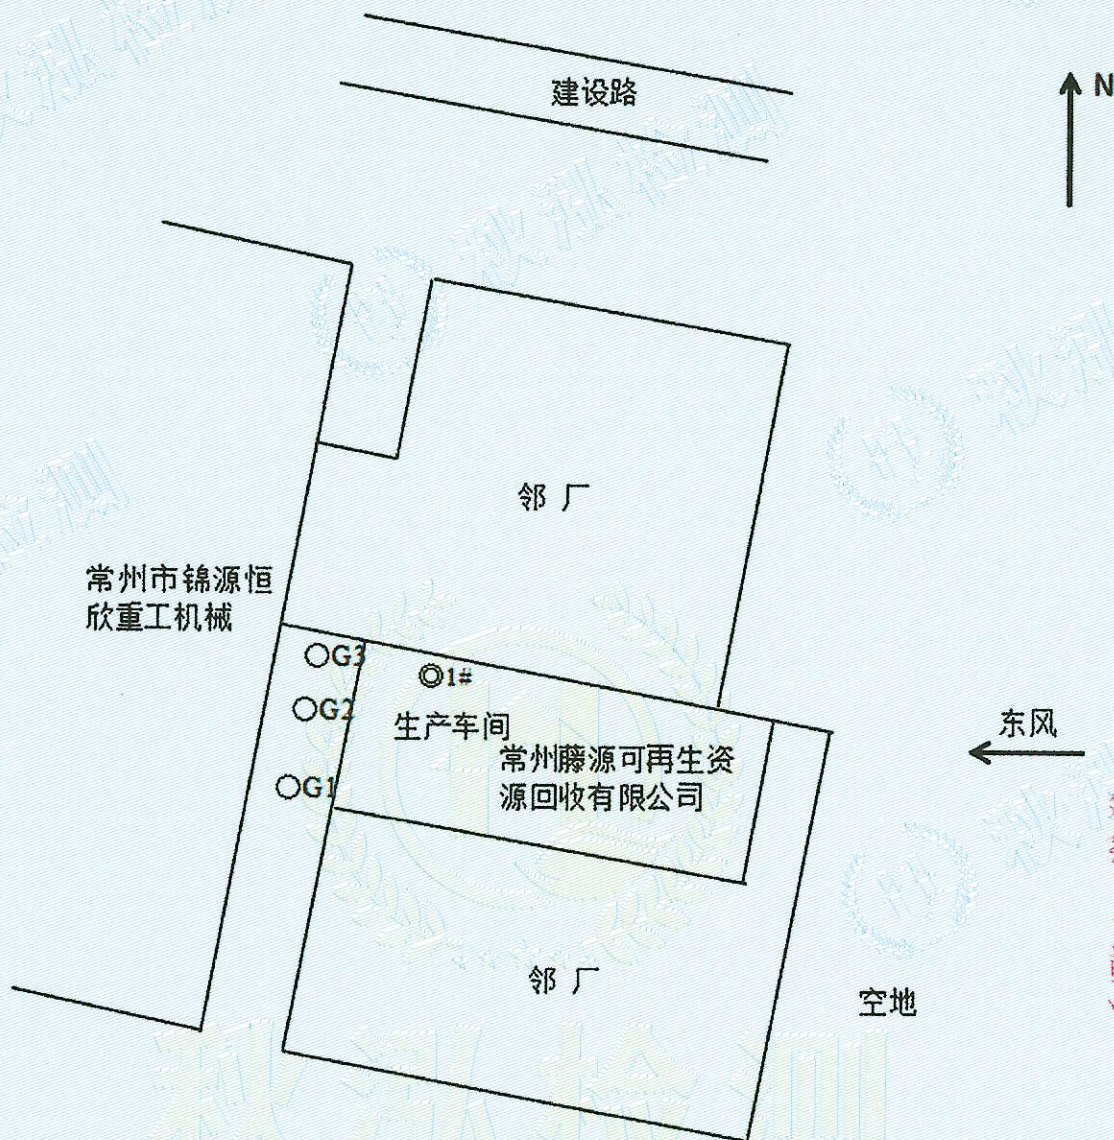 建设路
N
邻 厂
常州市锦源恒
欣重工机械
G3
1#
G2
生产车间
东风
常州藤源可再生资
源回收有限公司
G1
邻 厂
空地